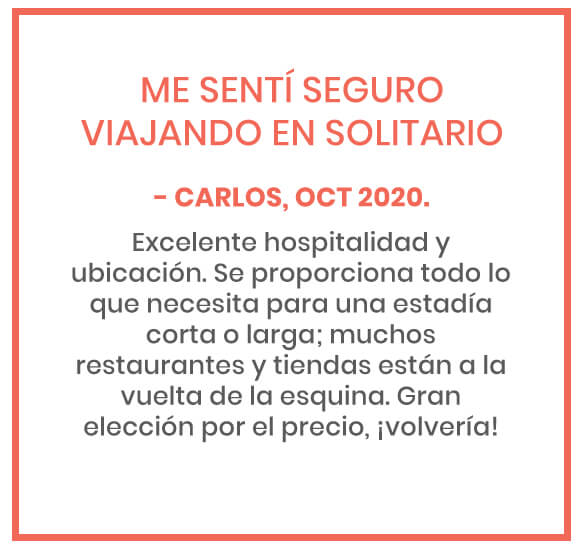 ME SENTÍ SEGURO
VIAJANDO EN SOLITARIO
- CARLOS, OCT 2020.
Excelente hospitalidad y
ubicación. Se proporciona todo lo
que necesita para una estadía
corta o larga; muchos
restaurantes y tiendas están a la
vuelta de la esquina. Gran
elección por el precio, ¡volvería!